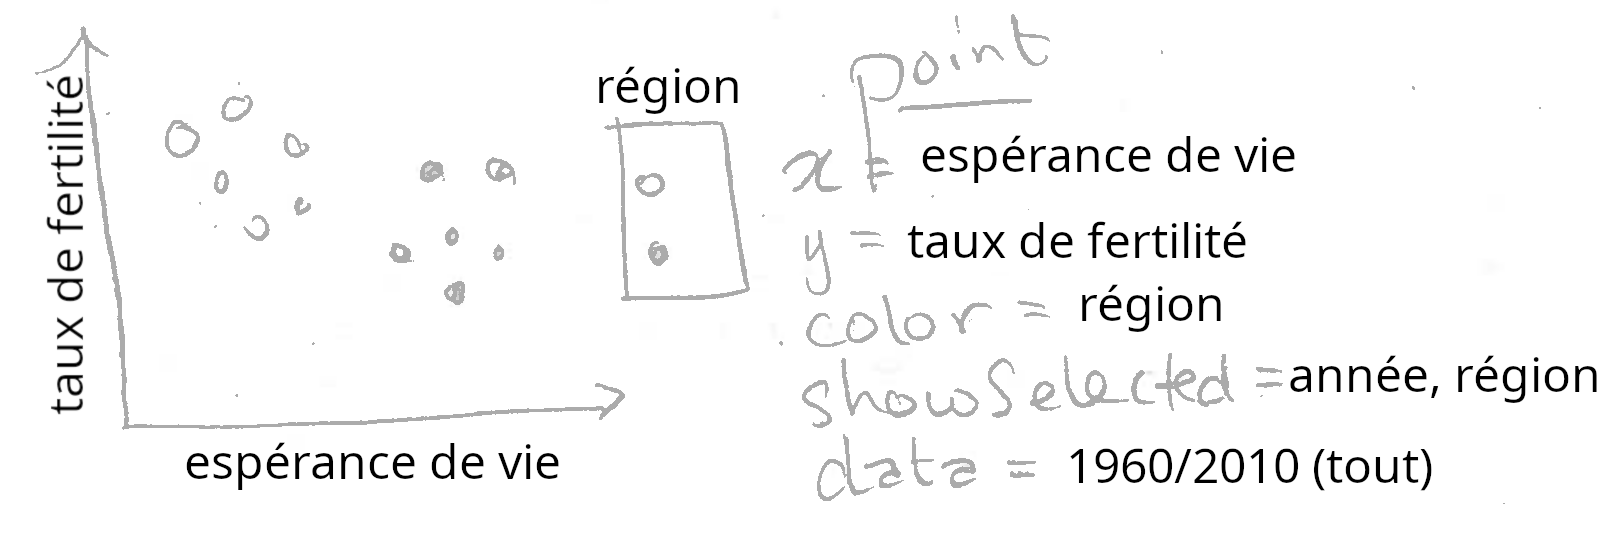 taux de fertilité
espérance de vie
région
point
x = espérance de vie
y = taux de fertilité
color = région
showSelected = année, région
data = 1960/2010 (tout)